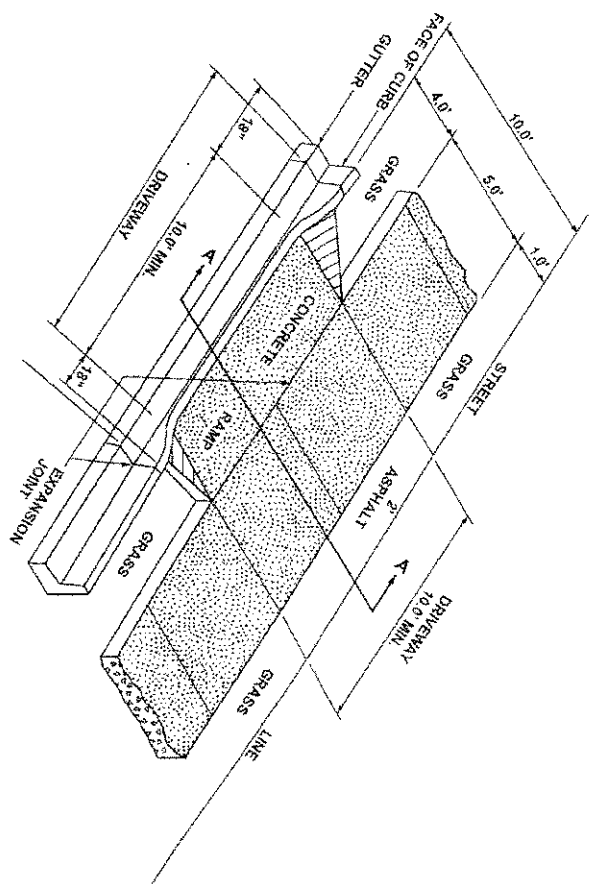 10.0'
4.0'
5.0'
1.0'
FACE OF CURB
GUTTER
GRASS
GRASS
STREET
18"
10.0' MIN.
DRIVEWAY
18"
A
CONCRETE
RAMP
2"
ASPHALT
A
DRIVEWAY
10.0' MIN.
EXPANSION
JOINT
GRASS
GRASS
LINE